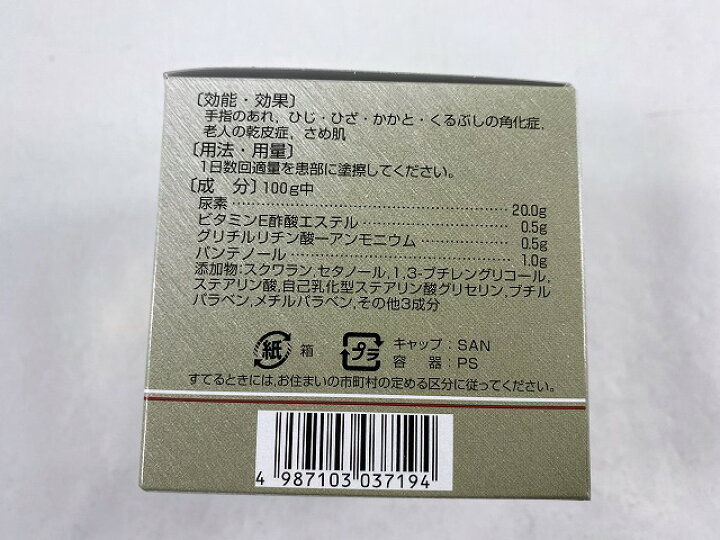 〔効能・効果〕
手指のあれ、ひじ・ひざ・かかと・くるぶしの角化症、
老人の乾皮症、さめ肌
〔用法・用量〕
1日数回適量を患部に塗擦してください。
〔成 分〕100g中
尿素‥‥‥‥‥‥‥‥‥‥‥‥‥‥‥‥20.0g
ビタミンE酢酸エステル‥‥‥‥‥‥‥‥0.5g
グリチルリチン酸一アンモニウム‥‥‥‥0.5g
パンテノール‥‥‥‥‥‥‥‥‥‥‥‥1.0g
添加物:スクワラン,セタノール,1,3-ブチレングリコール,
ステアリン酸,自己乳化型ステアリン酸グリセリン,ブチル
パラベン,メチルパラベン,その他3成分
紙 箱 プラ キャップ:SAN
容 器:PS
すてるときには、お住まいの市町村の定める区分に従ってください。
4 987103 037194